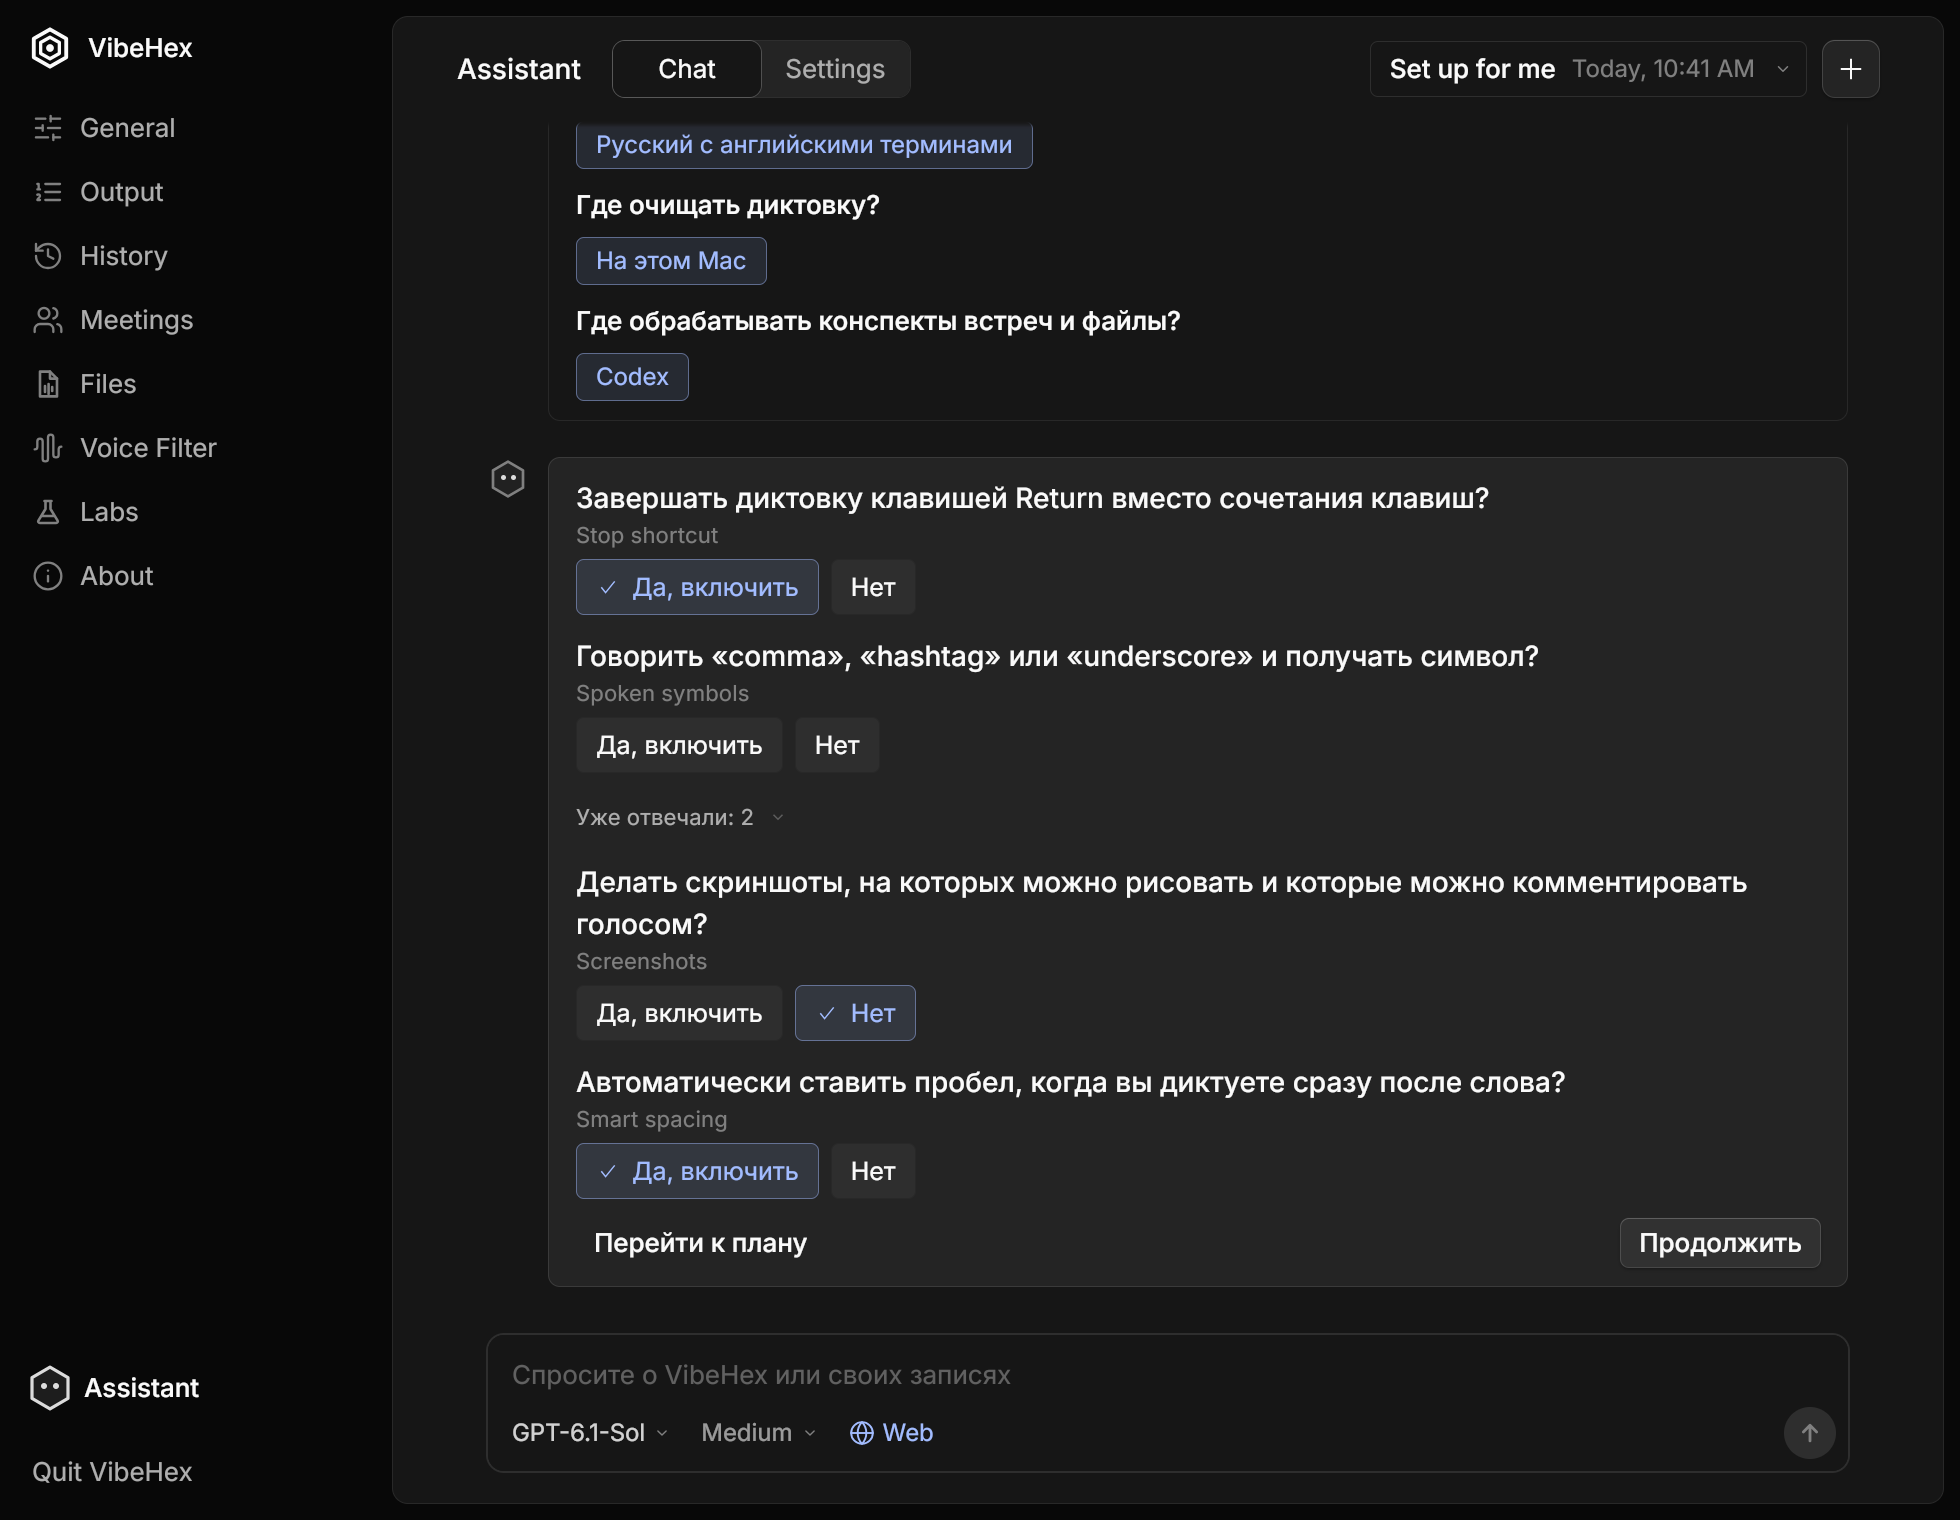 VibeHex
General
Output
History
Meetings
Files
Voice Filter
Labs
About
Assistant
Quit VibeHex
Assistant
Chat
Settings
Set up for me Today, 10:41 AM
Русский с английскими терминами
Где очищать диктовку?
На этом Mac
Где обрабатывать конспекты встреч и файлы?
Codex
Завершать диктовку клавишей Return вместо сочетания клавиш?
Stop shortcut
Да, включить
Нет
Говорить «comma», «hashtag» или «underscore» и получать символ?
Spoken symbols
Да, включить
Нет
Уже отвечали: 2
Делать скриншоты, на которых можно рисовать и которые можно комментировать
голосом?
Screenshots
Да, включить
Нет
Автоматически ставить пробел, когда вы диктуете сразу после слова?
Smart spacing
Да, включить
Нет
Перейти к плану
Продолжить
Спросите о VibeHex или своих записях
GPT-6.1-Sol
Medium
Web